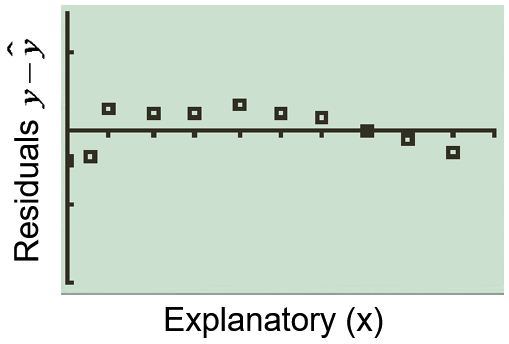 Residuals y − ŷ
Explanatory (x)